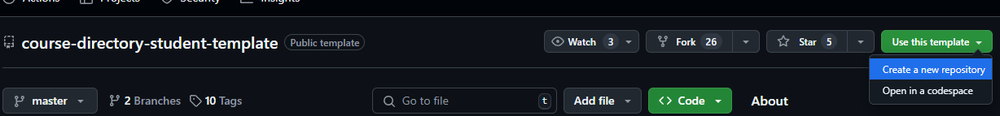 Actions Projects Security Insights
course-directory-student-template Public template Watch 3 Fork 26 Star 5 Use this template
Create a new repository
Open in a codespace
master 2 Branches 10 Tags Go to file t Add file <> Code About